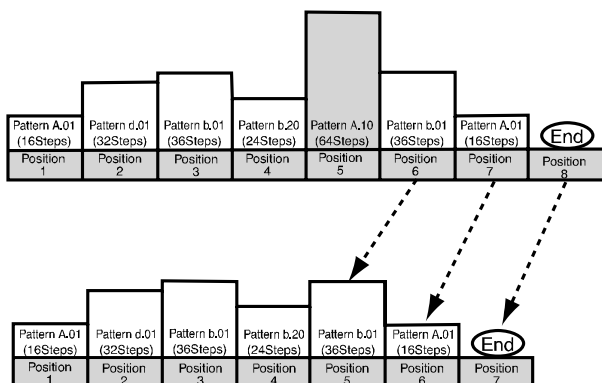 Pattern A.01
(16Steps)
Pattern d.01
(32Steps)
Pattern b.01
(36Steps)
Pattern b.20
(24Steps)
Pattern A.10
(64Steps)
Pattern b.01
(36Steps)
Pattern A.01
(16Steps)
End
Position
1
Position
2
Position
3
Position
4
Position
5
Position
6
Position
7
Position
8
Pattern A.01
(16Steps)
Pattern d.01
(32Steps)
Pattern b.01
(36Steps)
Pattern b.20
(24Steps)
Pattern b.01
(36Steps)
Pattern A.01
(16Steps)
End
Position
1
Position
2
Position
3
Position
4
Position
5
Position
6
Position
7